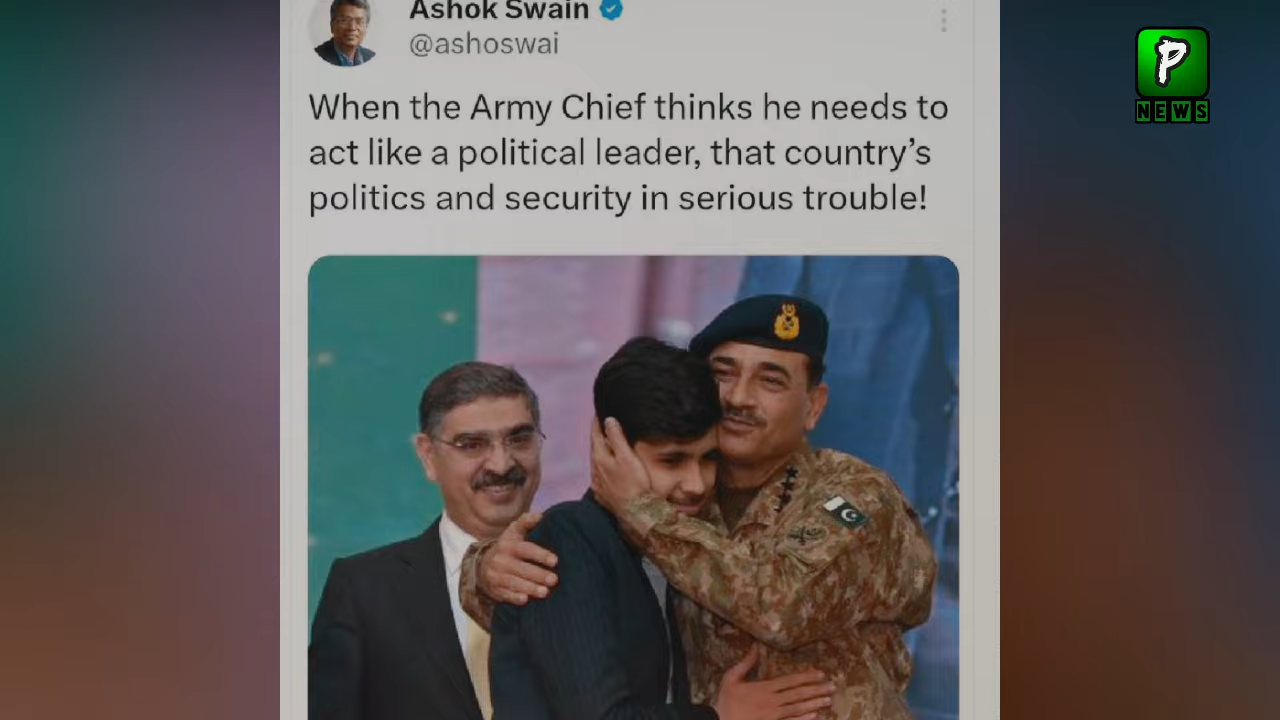 Ashok Swain
@ashoswai
When the Army Chief thinks he needs to
act like a political leader, that country’s
politics and security in serious trouble!
P
NEWS